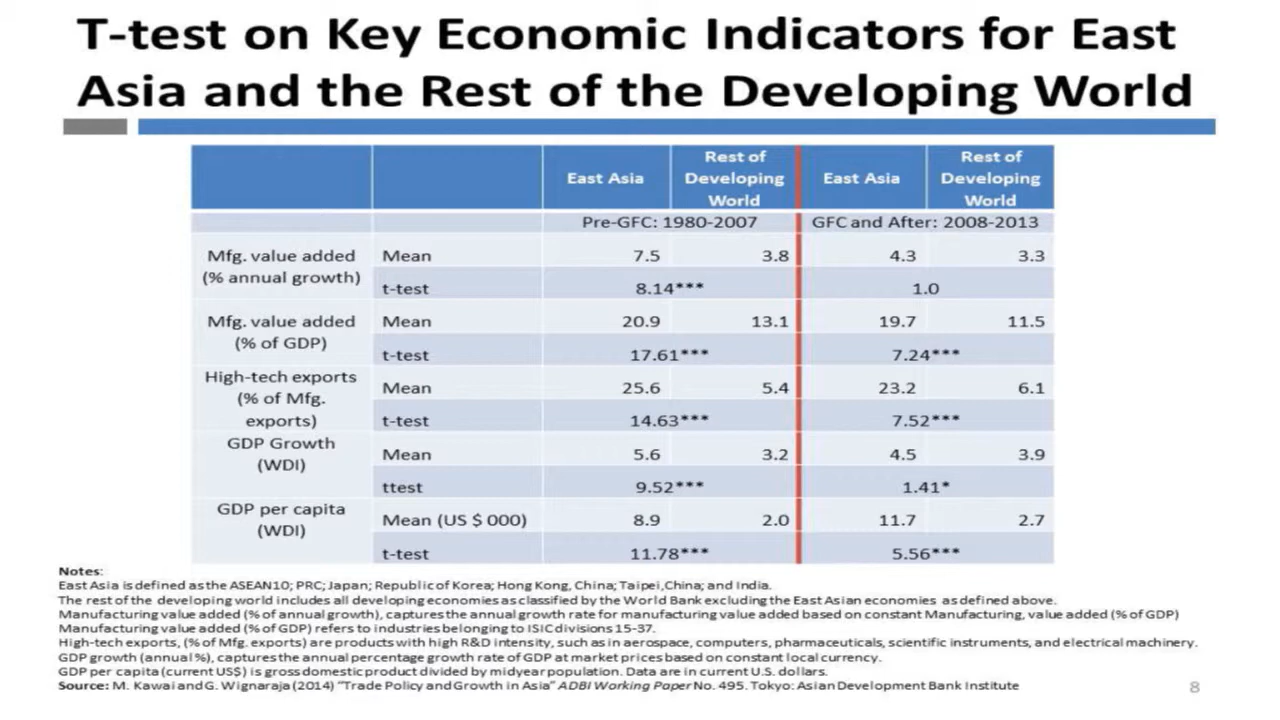 T-test on Key Economic Indicators for East
Asia and the Rest of the Developing World
East Asia Rest of Developing World East Asia Rest of Developing World
Pre-GFC: 1980-2007 GFC and After: 2008-2013
Mfg. value added (% annual growth) Mean 7.5 3.8 4.3 3.3
t-test 8.14*** 1.0
Mfg. value added (% of GDP) Mean 20.9 13.1 19.7 11.5
t-test 17.61*** 7.24***
High-tech exports (% of Mfg. exports) Mean 25.6 5.4 23.2 6.1
t-test 14.63*** 7.52***
GDP Growth (WDI) Mean 5.6 3.2 4.5 3.9
ttest 9.52*** 1.41*
GDP per capita (WDI) Mean (US $ 000) 8.9 2.0 11.7 2.7
t-test 11.78*** 5.56***
Notes:
East Asia is defined as the ASEAN10; PRC; Japan; Republic of Korea; Hong Kong, China; Taipei,China; and India.
The rest of the developing world includes all developing economies as classified by the World Bank excluding the East Asian economies as defined above.
Manufacturing value added (% of annual growth), captures the annual growth rate for manufacturing value added based on constant Manufacturing, value added (% of GDP)
Manufacturing value added (% of GDP) refers to industries belonging to ISIC divisions 15-37.
High-tech exports, (% of Mfg. exports) are products with high R&D intensity, such as in aerospace, computers, pharmaceuticals, scientific instruments, and electrical machinery.
GDP growth (annual %), captures the annual percentage growth rate of GDP at market prices based on constant local currency.
GDP per capita (current US$) is gross domestic product divided by midyear population. Data are in current U.S. dollars.
Source: M. Kawai and G. Wignaraja (2014) "Trade Policy and Growth in Asia" ADBI Working Paper No. 495. Tokyo: Asian Development Bank Institute
8